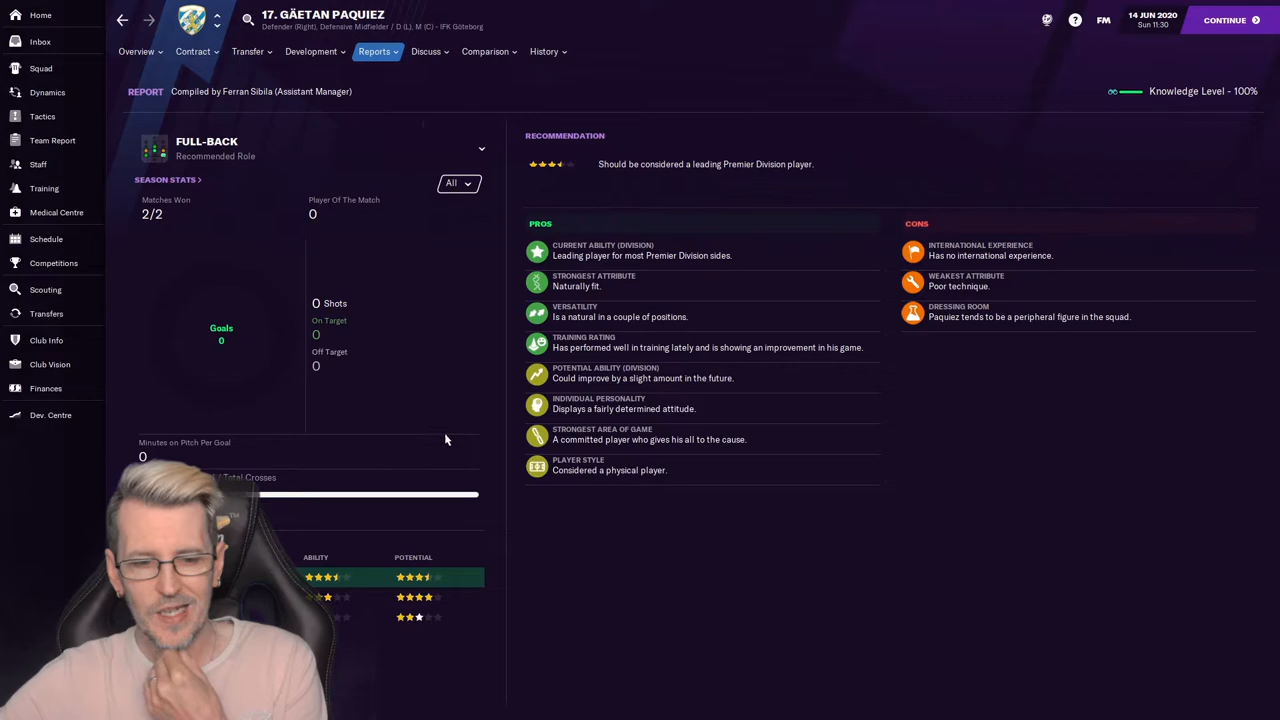 Home
Inbox
Squad
Dynamics
Tactics
Team Report
Staff
Training
Medical Centre
Schedule
Competitions
Scouting
Transfers
Club Info
Club Vision
Finances
Dev. Centre
17. GÄETAN PAQUIEZ
Defender (Right), Defensive Midfielder / D (L), M (C) - IFK Göteborg
FM
14 JUN 2020
Sun 11:30
CONTINUE
Overview
Contract
Transfer
Development
Reports
Discuss
Comparison
History
REPORT Compiled by Ferran Sibila (Assistant Manager)
Knowledge Level - 100%
FULL-BACK
Recommended Role
SEASON STATS >
All
Matches Won
2/2
Player Of The Match
0
Goals
0
0 Shots
On Target
0
Off Target
0
Minutes on Pitch Per Goal
0
/ Total Crosses
ABILITY
POTENTIAL
RECOMMENDATION
Should be considered a leading Premier Division player.
PROS
CURRENT ABILITY (DIVISION)
Leading player for most Premier Division sides.
STRONGEST ATTRIBUTE
Naturally fit.
VERSATILITY
Is a natural in a couple of positions.
TRAINING RATING
Has performed well in training lately and is showing an improvement in his game.
POTENTIAL ABILITY (DIVISION)
Could improve by a slight amount in the future.
INDIVIDUAL PERSONALITY
Displays a fairly determined attitude.
STRONGEST AREA OF GAME
A committed player who gives his all to the cause.
PLAYER STYLE
Considered a physical player.
CONS
INTERNATIONAL EXPERIENCE
Has no international experience.
WEAKEST ATTRIBUTE
Poor technique.
DRESSING ROOM
Paquiez tends to be a peripheral figure in the squad.